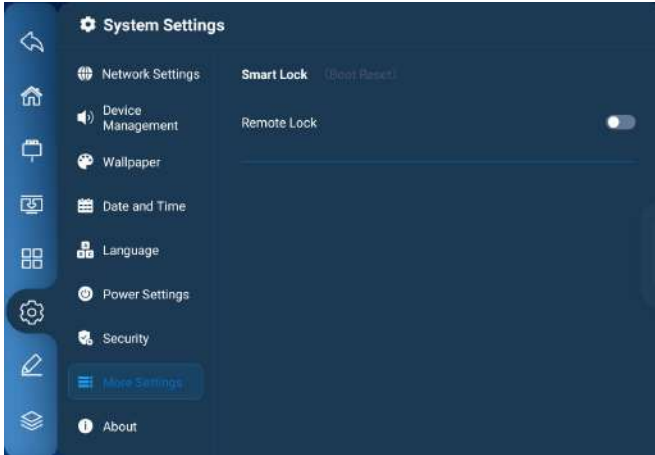 System Settings
Network Settings
Smart Lock (Boot Reset)
Device
Management
Remote Lock
Wallpaper
Date and Time
Language
Power Settings
Security
More Settings
About